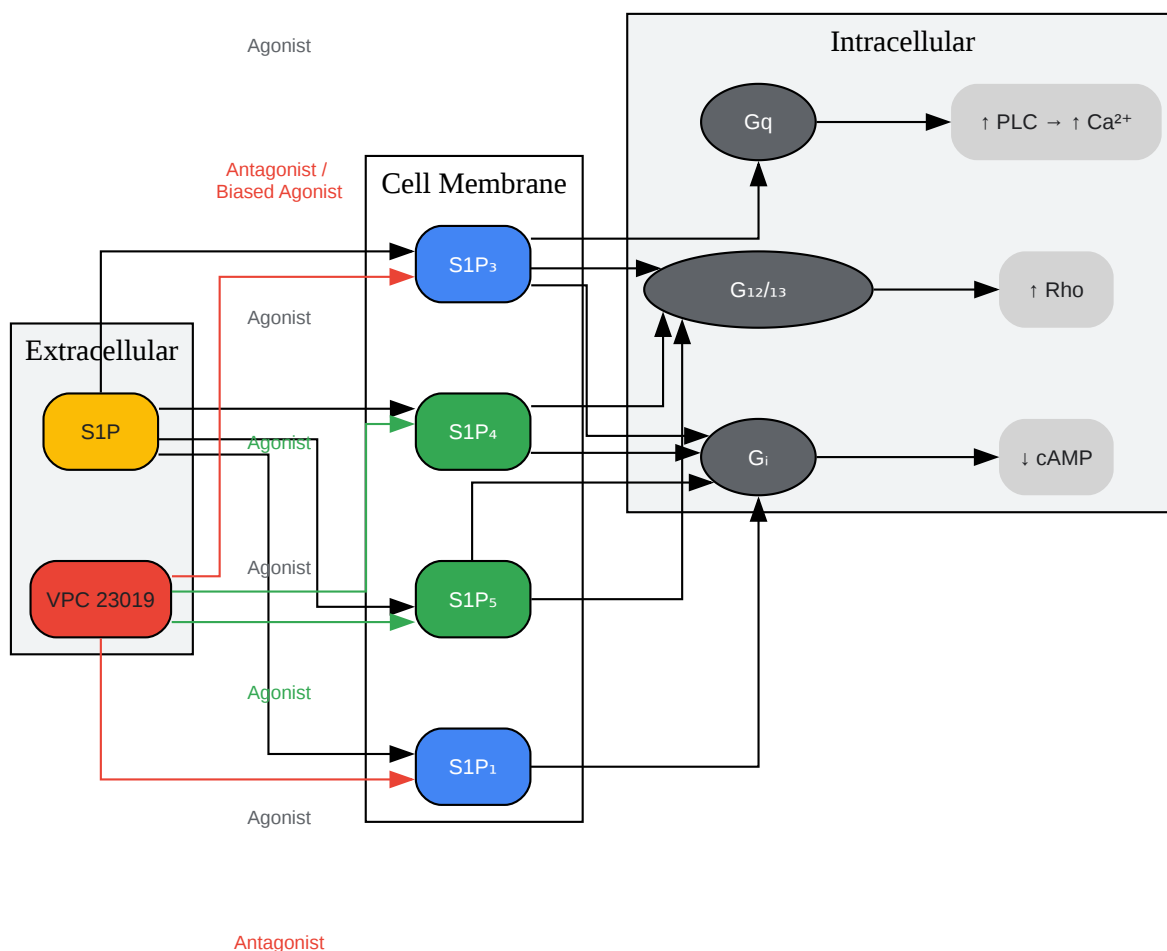 Agonist
Intracellular
Gq
↑ PLC → ↑ Ca²⁺
Antagonist /
Biased Agonist
Cell Membrane
S1P₃
G₁₂/₁₃
↑ Rho
Agonist
Extracellular
S1P
S1P₄
Agonist
Gᵢ
↓ cAMP
Agonist
VPC 23019
S1P₅
Agonist
S1P₁
Agonist
Antagonist